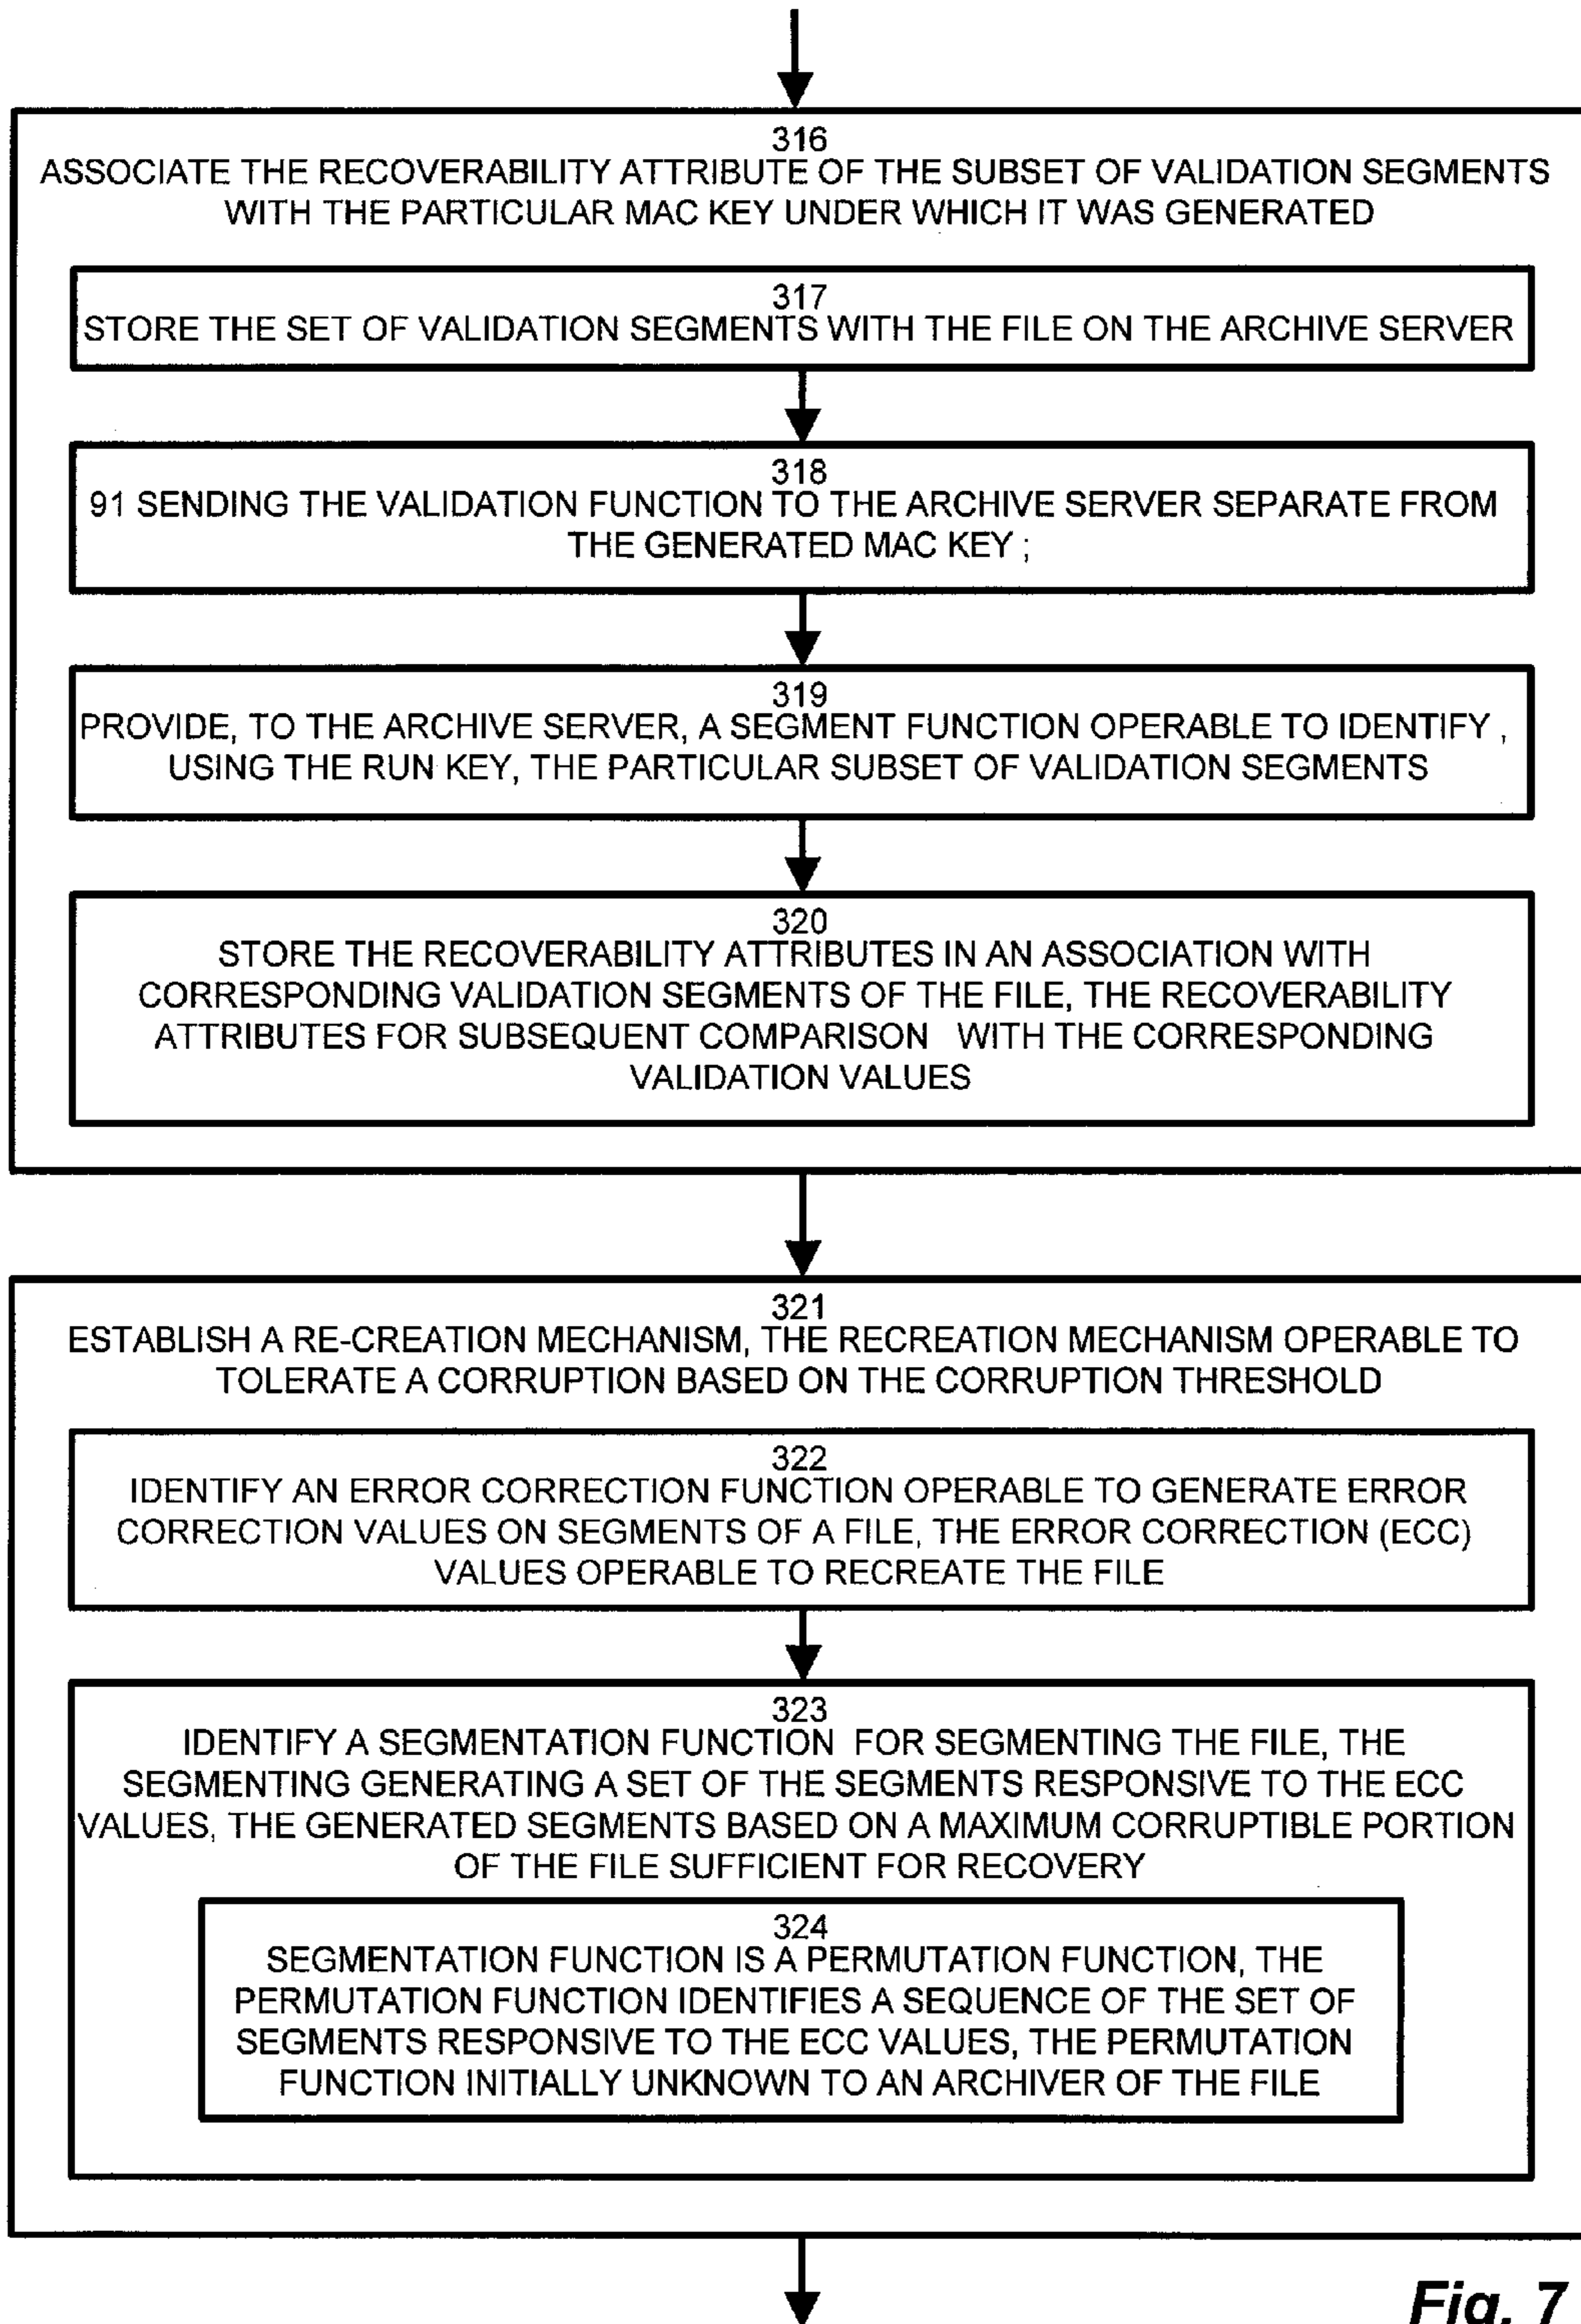 316
ASSOCIATE THE RECOVERABILITY ATTRIBUTE OF THE SUBSET OF VALIDATION SEGMENTS
WITH THE PARTICULAR MAC KEY UNDER WHICH IT WAS GENERATED
317
STORE THE SET OF VALIDATION SEGMENTS WITH THE FILE ON THE ARCHIVE SERVER
318
91 SENDING THE VALIDATION FUNCTION TO THE ARCHIVE SERVER SEPARATE FROM
THE GENERATED MAC KEY ;
319
PROVIDE, TO THE ARCHIVE SERVER, A SEGMENT FUNCTION OPERABLE TO IDENTIFY ,
USING THE RUN KEY, THE PARTICULAR SUBSET OF VALIDATION SEGMENTS
320
STORE THE RECOVERABILITY ATTRIBUTES IN AN ASSOCIATION WITH
CORRESPONDING VALIDATION SEGMENTS OF THE FILE, THE RECOVERABILITY
ATTRIBUTES FOR SUBSEQUENT COMPARISON WITH THE CORRESPONDING
VALIDATION VALUES
321
ESTABLISH A RE-CREATION MECHANISM, THE RECREATION MECHANISM OPERABLE TO
TOLERATE A CORRUPTION BASED ON THE CORRUPTION THRESHOLD
322
IDENTIFY AN ERROR CORRECTION FUNCTION OPERABLE TO GENERATE ERROR
CORRECTION VALUES ON SEGMENTS OF A FILE, THE ERROR CORRECTION (ECC)
VALUES OPERABLE TO RECREATE THE FILE
323
IDENTIFY A SEGMENTATION FUNCTION FOR SEGMENTING THE FILE, THE
SEGMENTING GENERATING A SET OF THE SEGMENTS RESPONSIVE TO THE ECC
VALUES, THE GENERATED SEGMENTS BASED ON A MAXIMUM CORRUPTIBLE PORTION
OF THE FILE SUFFICIENT FOR RECOVERY
324
SEGMENTATION FUNCTION IS A PERMUTATION FUNCTION, THE
PERMUTATION FUNCTION IDENTIFIES A SEQUENCE OF THE SET OF
SEGMENTS RESPONSIVE TO THE ECC VALUES, THE PERMUTATION
FUNCTION INITIALLY UNKNOWN TO AN ARCHIVER OF THE FILE
Fig. 7